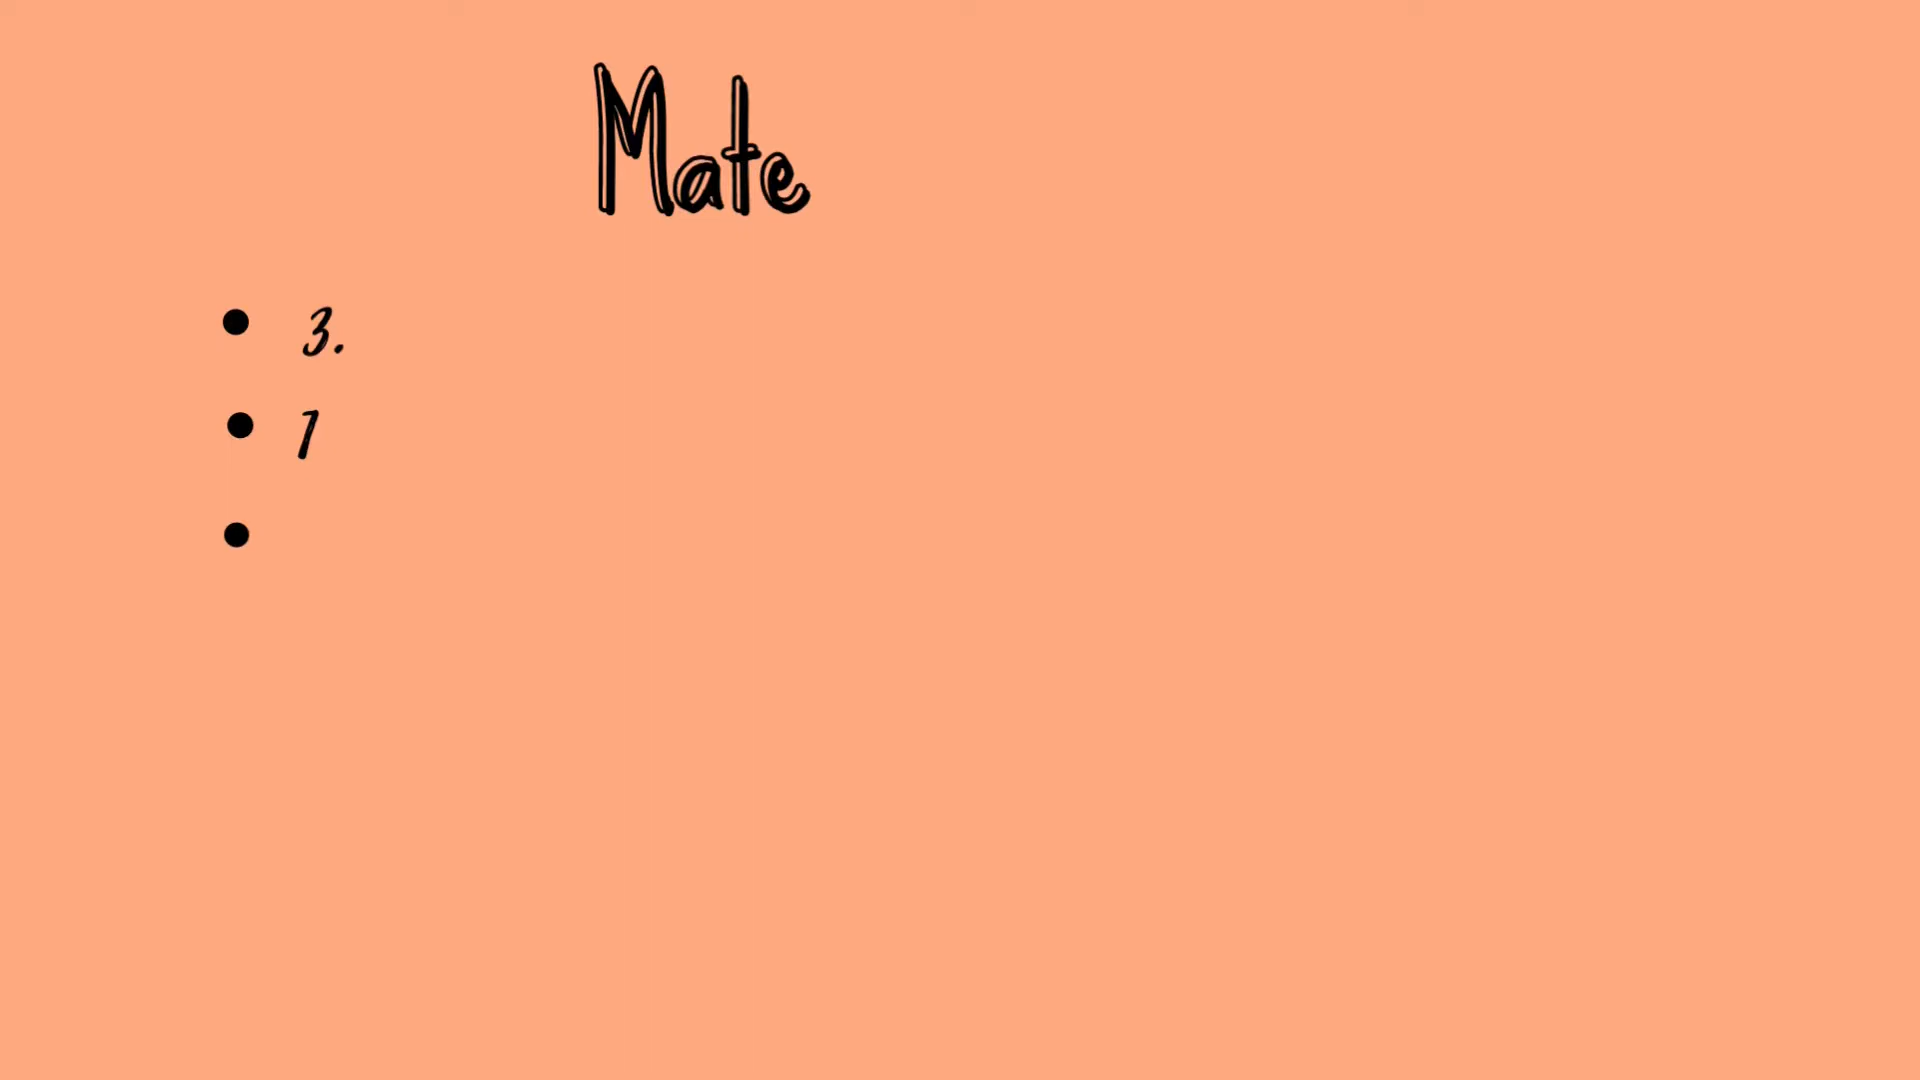 Mate
• 3.
• 1
•